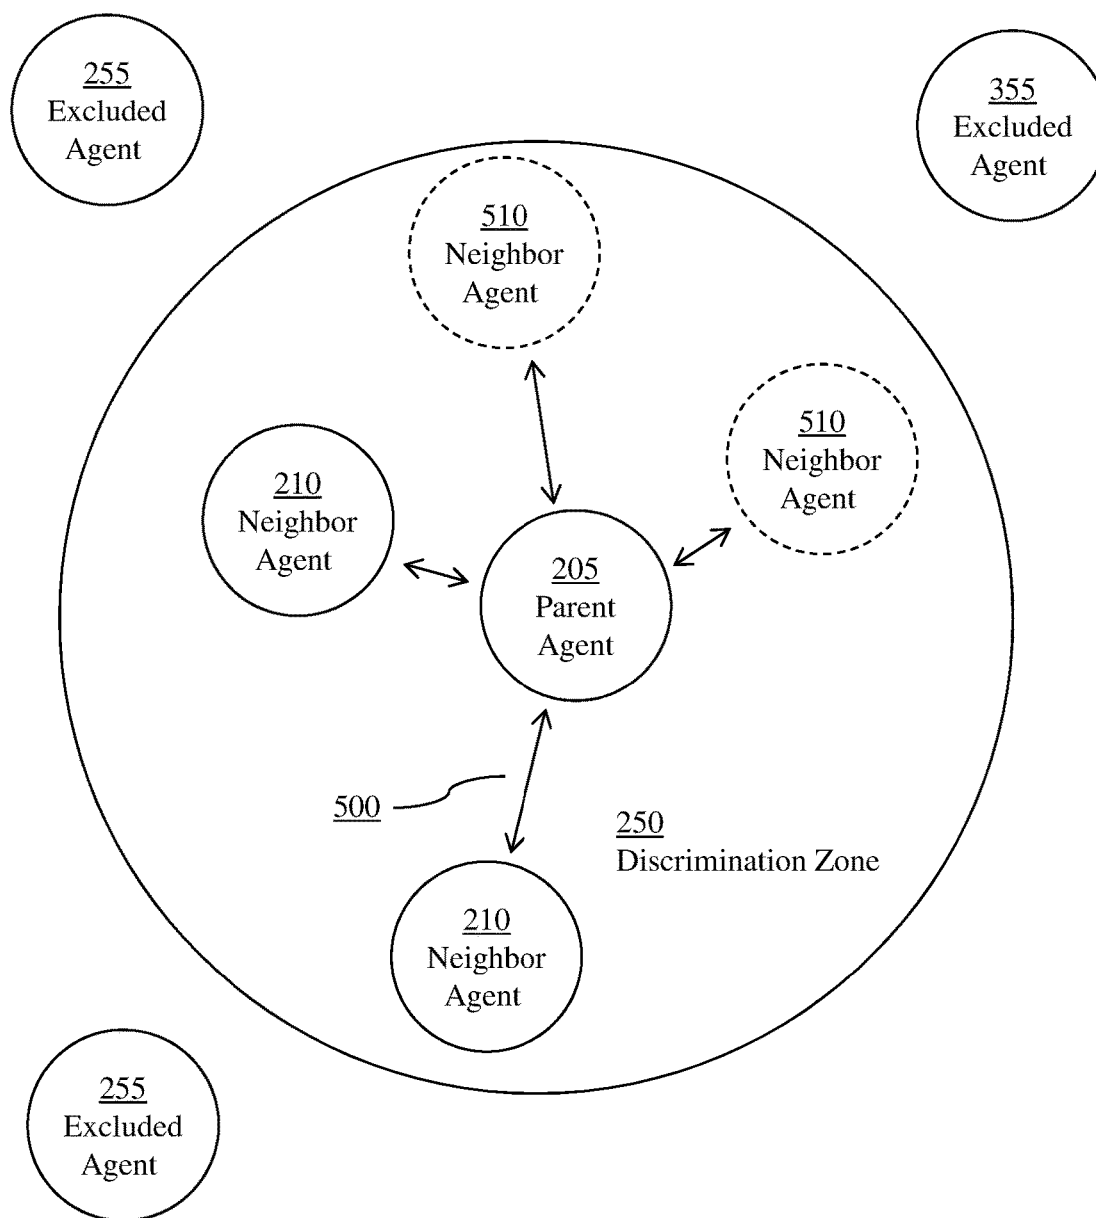 255
Excluded
Agent
355
Excluded
Agent
510
Neighbor
Agent
510
Neighbor
Agent
210
Neighbor
Agent
205
Parent
Agent
500
250
Discrimination Zone
210
Neighbor
Agent
255
Excluded
Agent